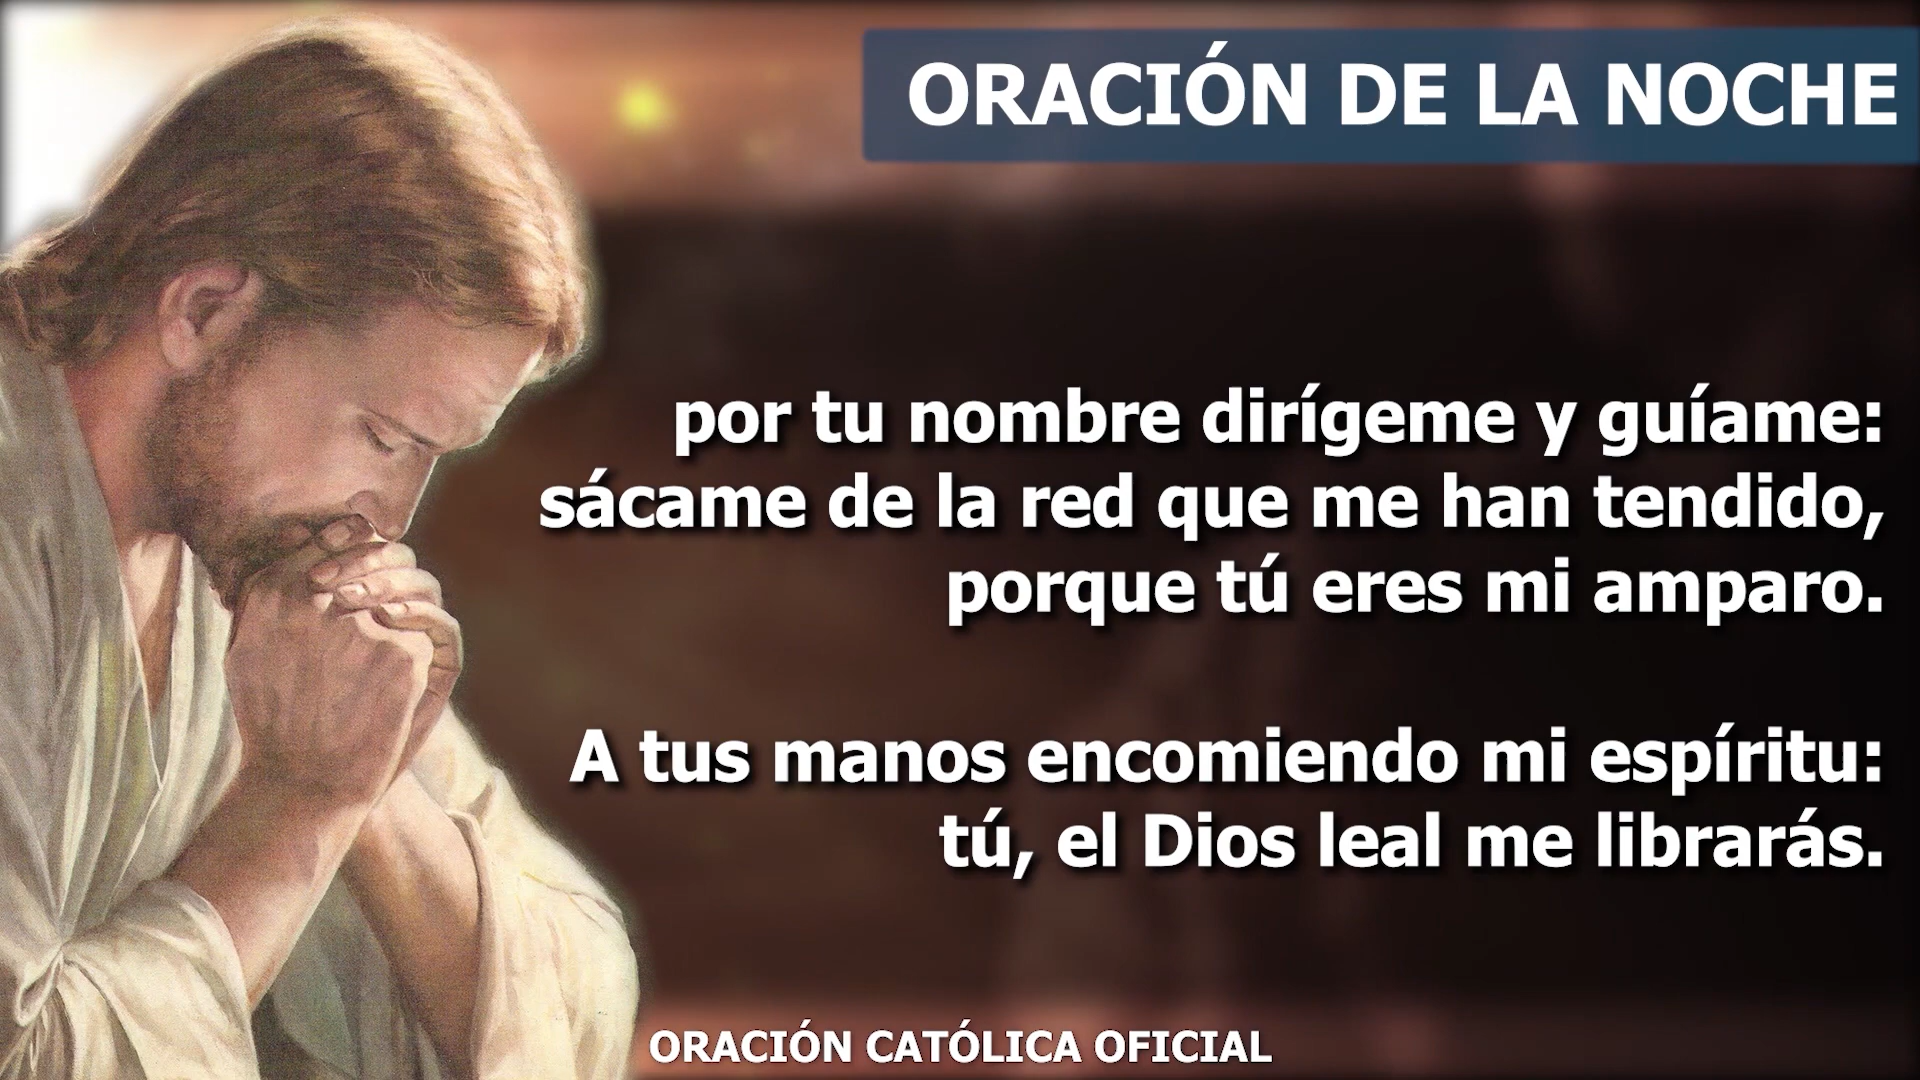 ORACIÓN DE LA NOCHE
por tu nombre dirígeme y guíame:
sácame de la red que me han tendido,
porque tú eres mi amparo.
A tus manos encomiendo mi espíritu:
tú, el Dios leal me librarás.
ORACIÓN CATÓLICA OFICIAL